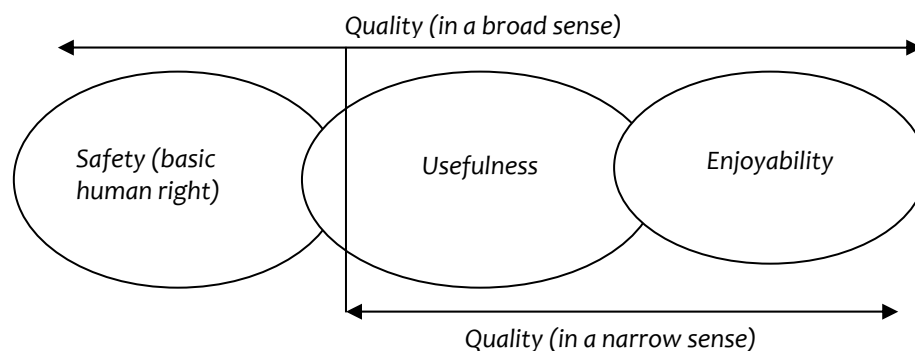 Quality (in a broad sense)
Safety (basic
human right)
Usefulness
Enjoyability
Quality (in a narrow sense)